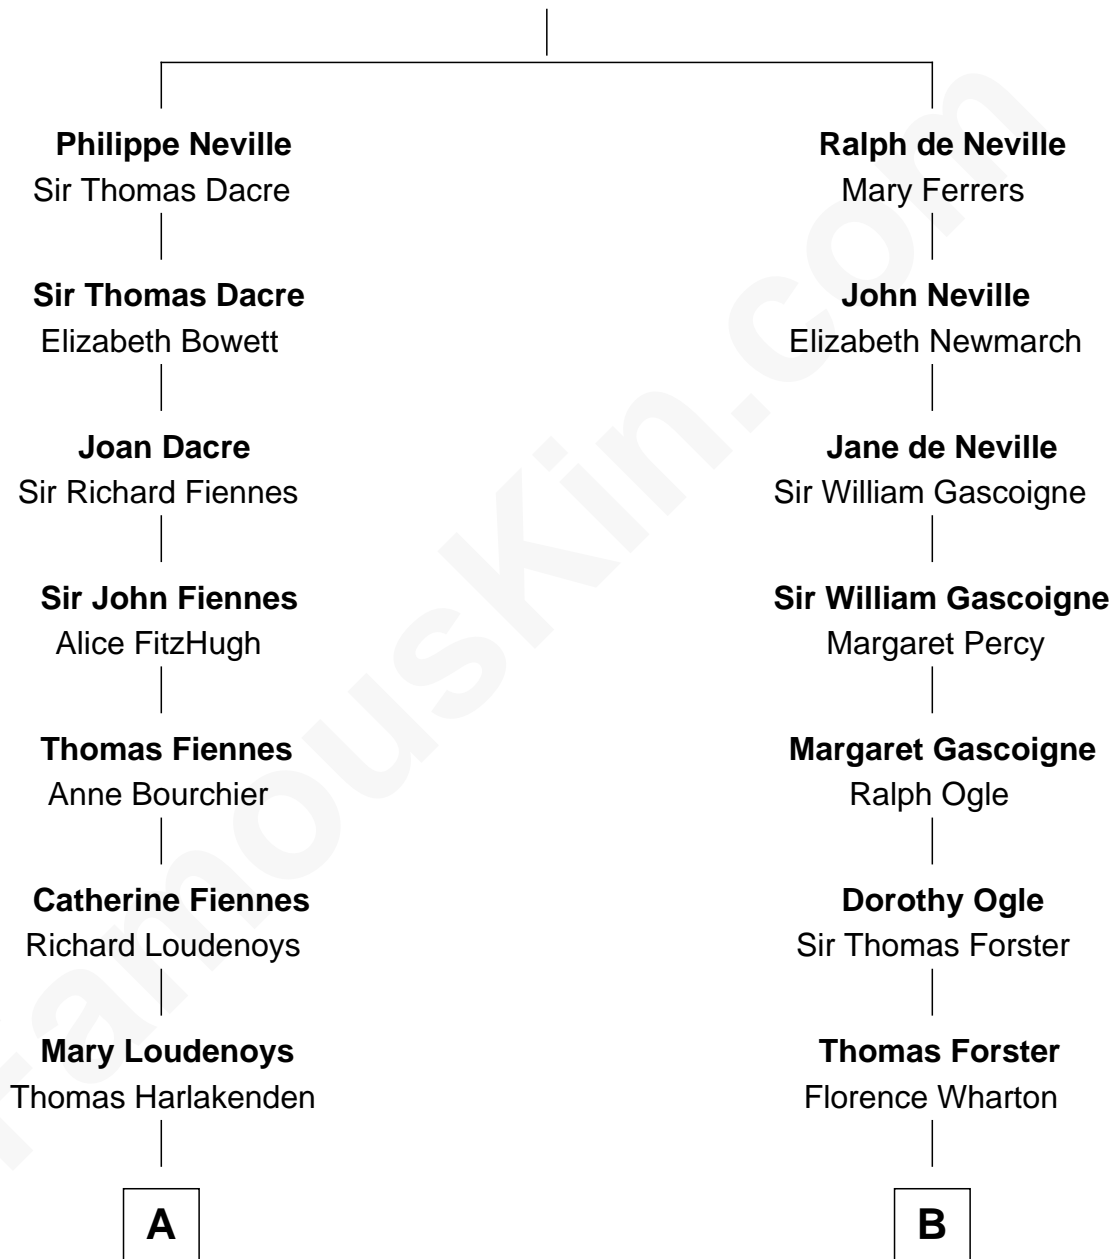 Philippe Neville
Sir Thomas Dacre
Sir Thomas Dacre
Elizabeth Bowett
Joan Dacre
Sir Richard Fiennes
Sir John Fiennes
Alice FitzHugh
Thomas Fiennes
Anne Bourchier
Catherine Fiennes
Richard Loudenoys
Mary Loudenoys
Thomas Harlakenden
A
Ralph de Neville
Mary Ferrers
John Neville
Elizabeth Newmarch
Jane de Neville
Sir William Gascoigne
Sir William Gascoigne
Margaret Percy
Margaret Gascoigne
Ralph Ogle
Dorothy Ogle
Sir Thomas Forster
Thomas Forster
Florence Wharton
B
famouskin.com